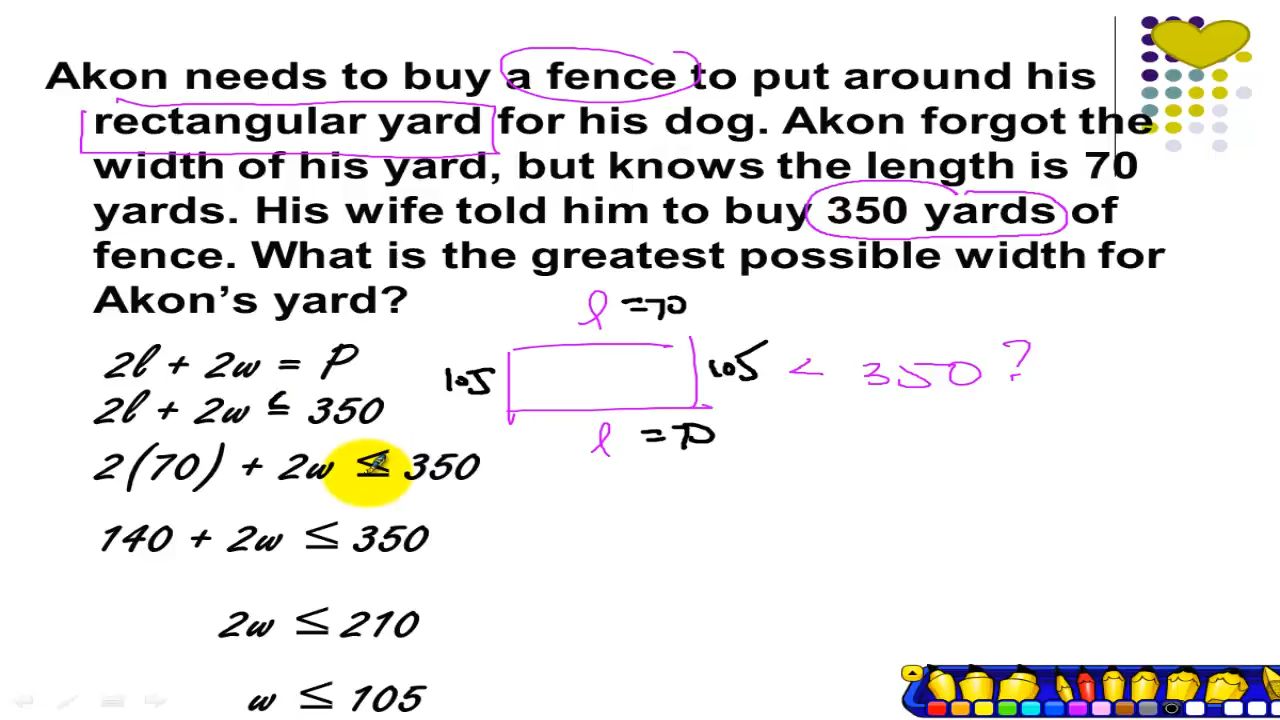 Akon needs to buy a fence to put around his
rectangular yard for his dog. Akon forgot the
width of his yard, but knows the length is 70
yards. His wife told him to buy 350 yards of
fence. What is the greatest possible width for
Akon's yard?
l =70
2l + 2w = P
105 105 < 350 ?
2l + 2w ≤ 350
l =70
2(70) + 2w ≤ 350
140 + 2w ≤ 350
2w ≤ 210
w ≤ 105